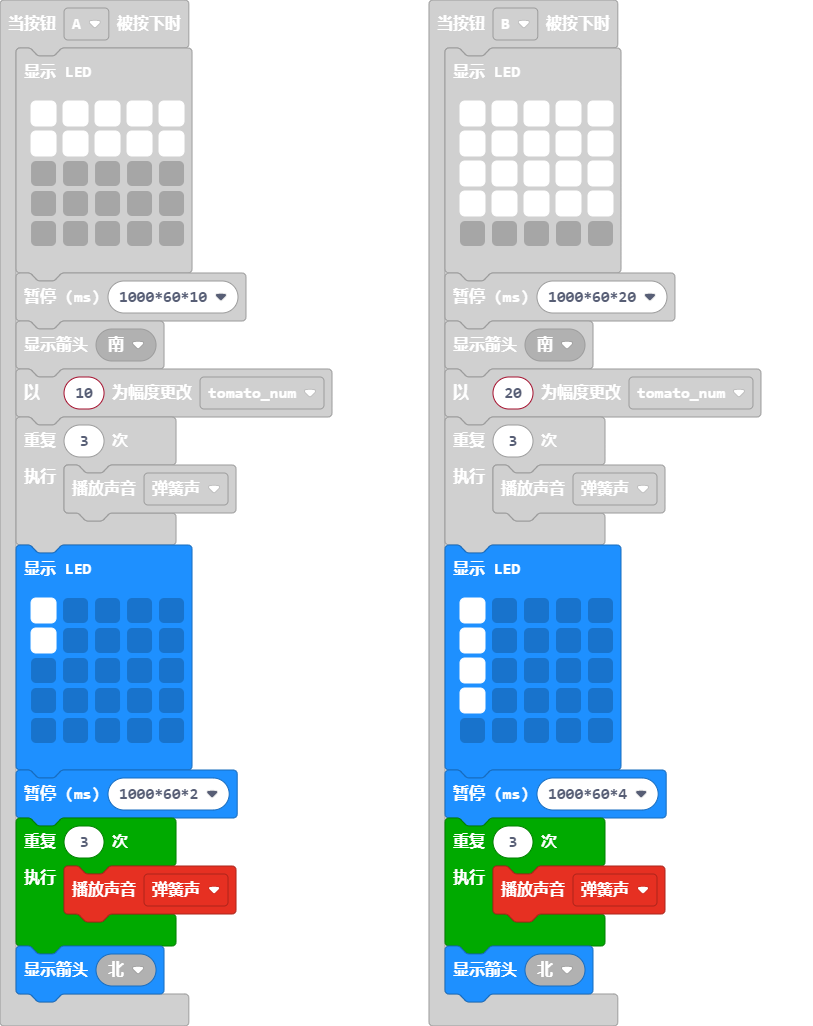 当按钮 A 被按下时
显示 LED
暂停 (ms) 1000*60*10
显示箭头 南
以 10 为幅度更改 tomato_num
重复 3 次
执行 播放声音 弹簧声
显示 LED
暂停 (ms) 1000*60*2
重复 3 次
执行 播放声音 弹簧声
显示箭头 北
当按钮 B 被按下时
显示 LED
暂停 (ms) 1000*60*20
显示箭头 南
以 20 为幅度更改 tomato_num
重复 3 次
执行 播放声音 弹簧声
显示 LED
暂停 (ms) 1000*60*4
重复 3 次
执行 播放声音 弹簧声
显示箭头 北